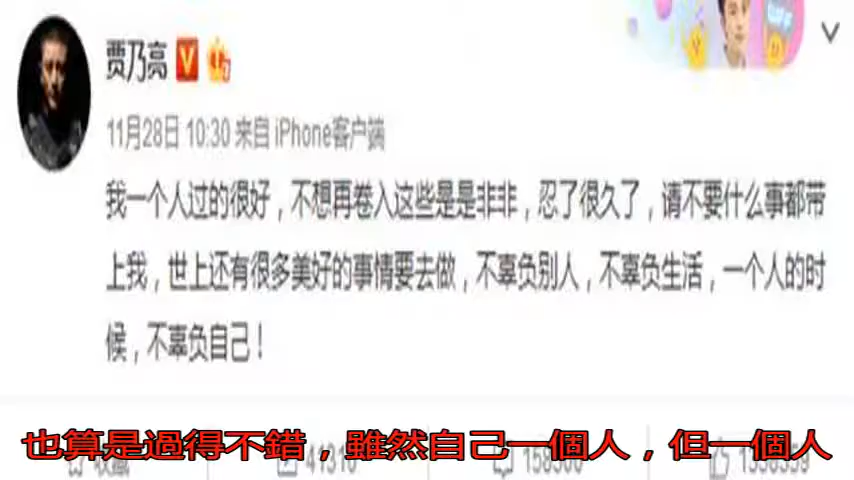 贾乃亮
11月28日 10:30 来自 iPhone客户端
我一个人过的很好，不想再卷入这些是是非非，忍了很久了，请不要什么事都带
上我，世上还有很多美好的事情要去做，不辜负别人，不辜负生活，一个人的时
候，不辜负自己！
也算是過得不錯，雖然自己一個人，但一個人